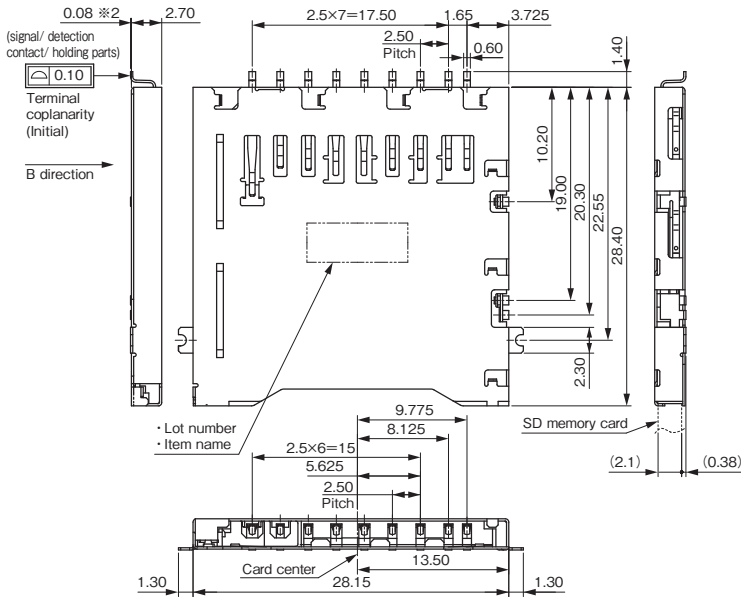 0.08 ※2
2.70
2.5×7=17.50
1.65
3.725
(signal/ detection
contact/ holding parts)
2.50
Pitch
0.60
1.40
⌓ 0.10
Terminal
coplanarity
(Initial)
B direction
10.20
19.00
20.30
22.55
28.40
2.30
・Lot number
・Item name
9.775
8.125
2.5×6=15
5.625
2.50
Pitch
SD memory card
(2.1)
(0.38)
Card center
13.50
1.30
28.15
1.30